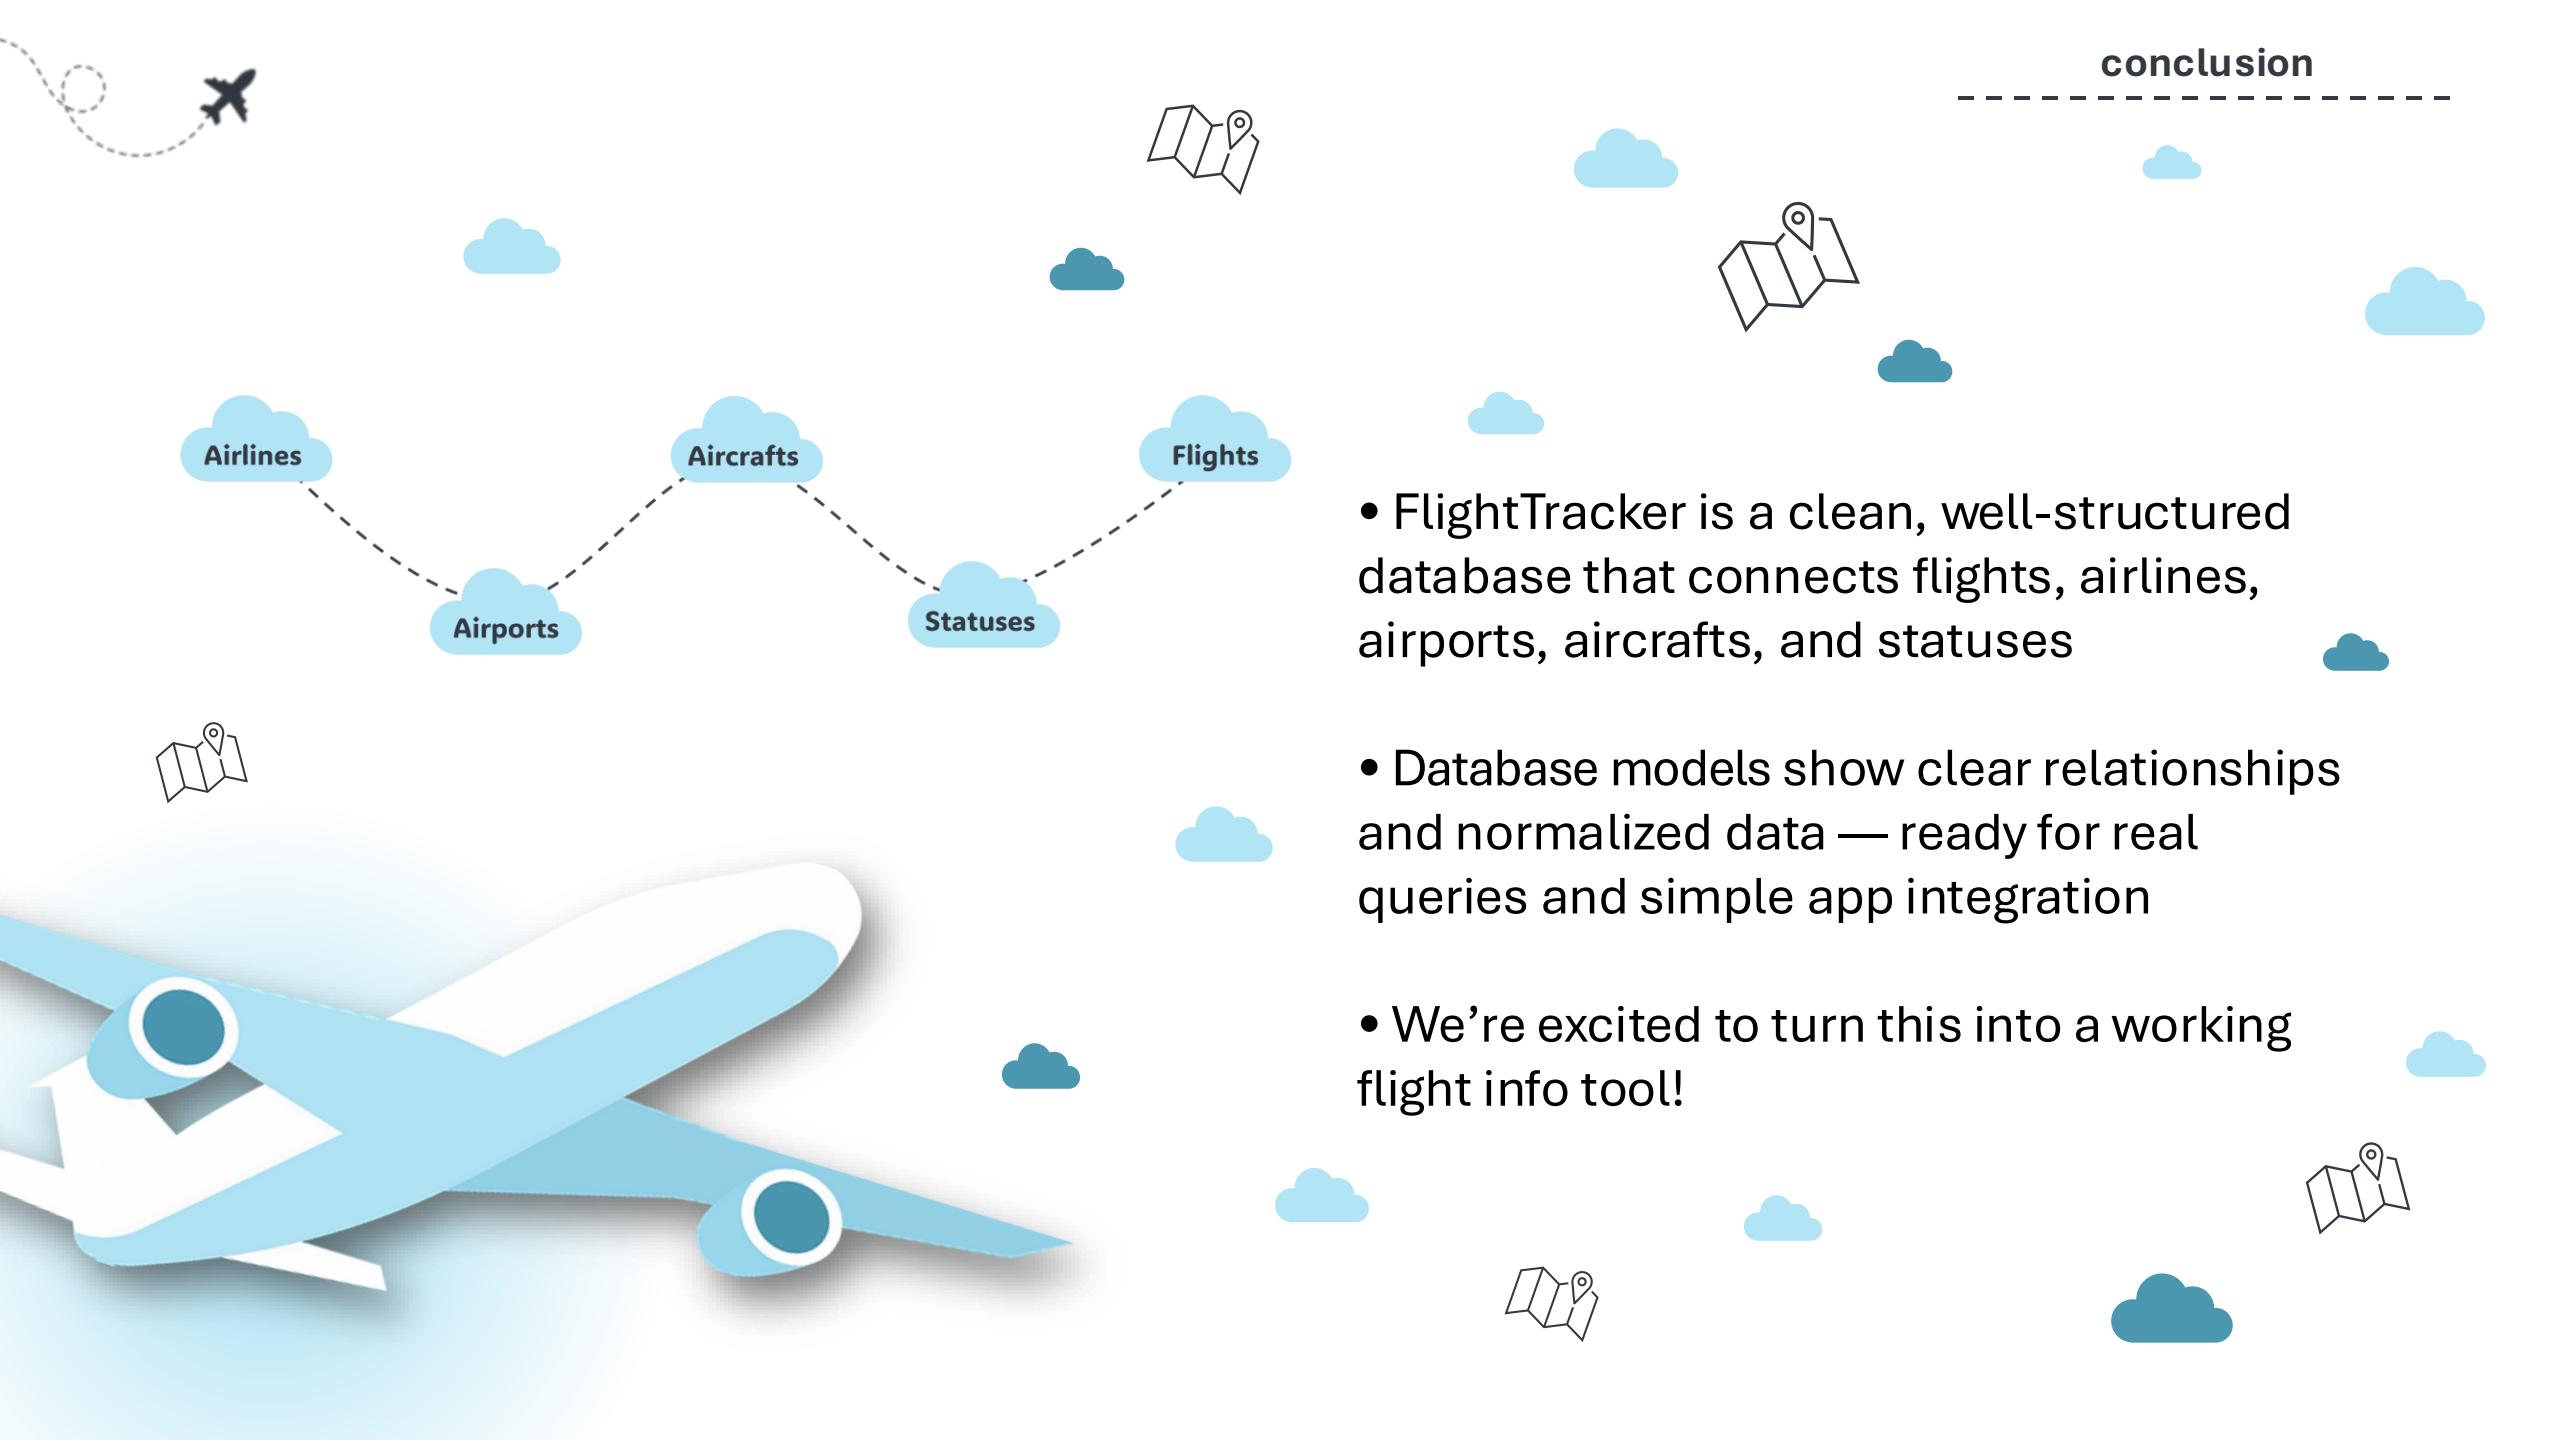 conclusion
Airlines
Aircrafts
Flights
Airports
Statuses
• FlightTracker is a clean, well-structured
database that connects flights, airlines,
airports, aircrafts, and statuses
• Database models show clear relationships
and normalized data — ready for real
queries and simple app integration
• We’re excited to turn this into a working
flight info tool!